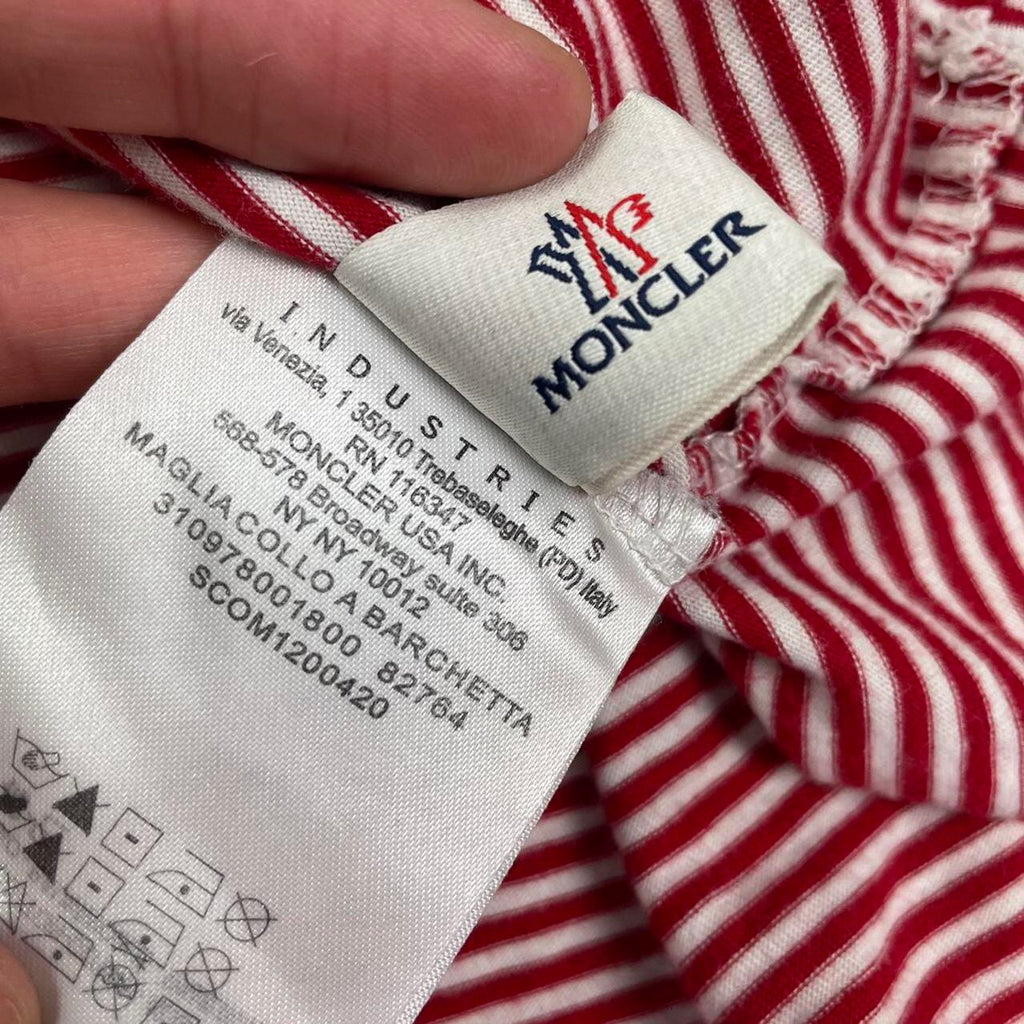 MONCLER
INDUSTRIES
via Venezia, 1 35010 Trebaseleghe (PD) Italy
RN 116347
MONCLER USA INC.
568-578 Broadway suite 306
NY NY 10012
MAGLIA COLLO A BARCHETTA
310978001800 82764
SCOM1200420